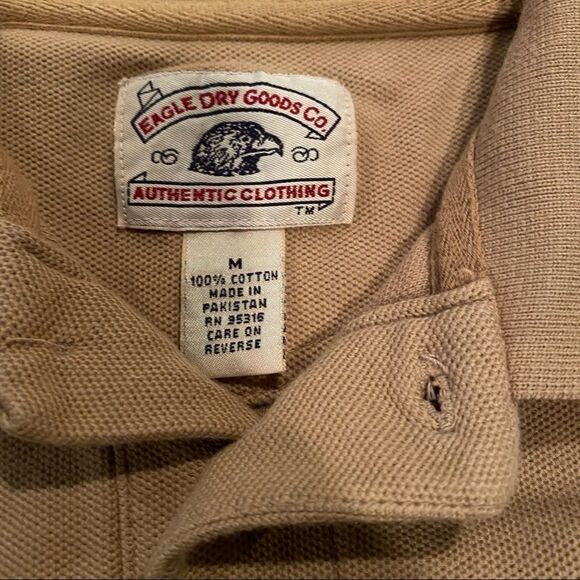 EAGLE DRY GOODS CO.
AUTHENTIC CLOTHING
TM
M
100% COTTON
MADE IN
PAKISTAN
RN 95316
CARE ON
REVERSE